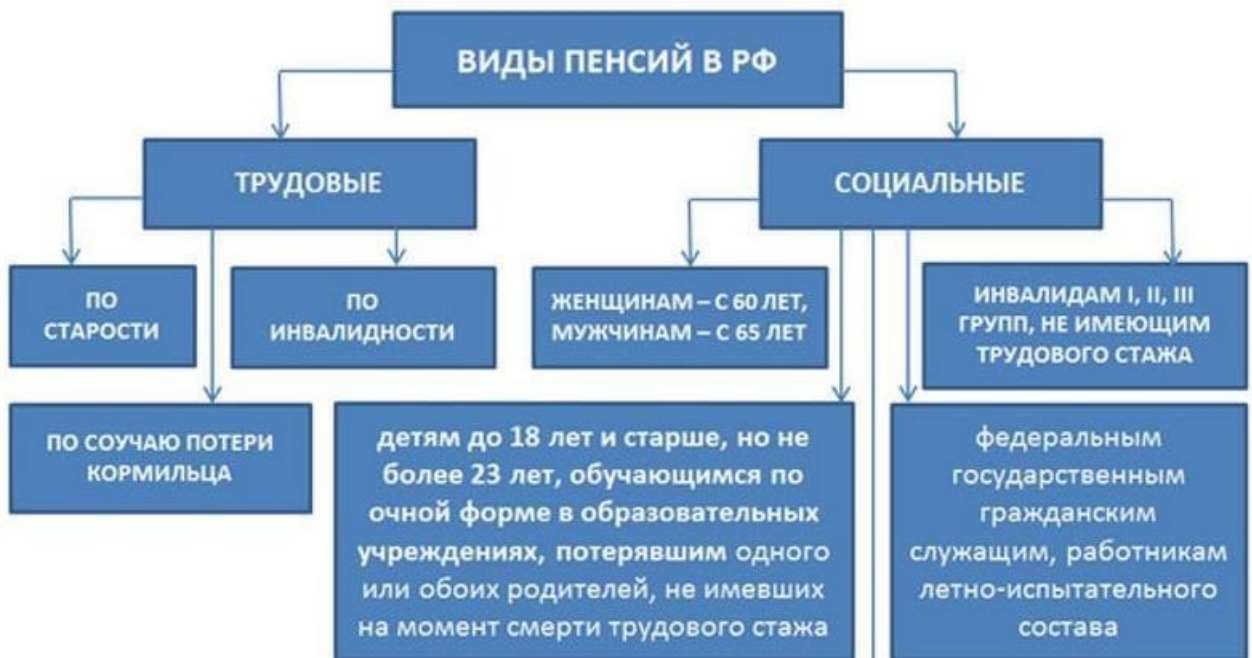 ВИДЫ ПЕНСИЙ В РФ
ТРУДОВЫЕ
СОЦИАЛЬНЫЕ
ПО
СТАРОСТИ
ПО
ИНВАЛИДНОСТИ
ЖЕНЩИНАМ – С 60 ЛЕТ,
МУЖЧИНАМ – С 65 ЛЕТ
ИНВАЛИДАМ I, II, III
ГРУПП, НЕ ИМЕЮЩИМ
ТРУДОВОГО СТАЖА
ПО СОУЧАЮ ПОТЕРИ
КОРМИЛЬЦА
детям до 18 лет и старше, но не
более 23 лет, обучающимся по
очной форме в образовательных
учреждениях, потерявшим одного
или обоих родителей, не имевших
на момент смерти трудового стажа
федеральным
государственным
гражданским
служащим, работникам
летно-испытательного
состава